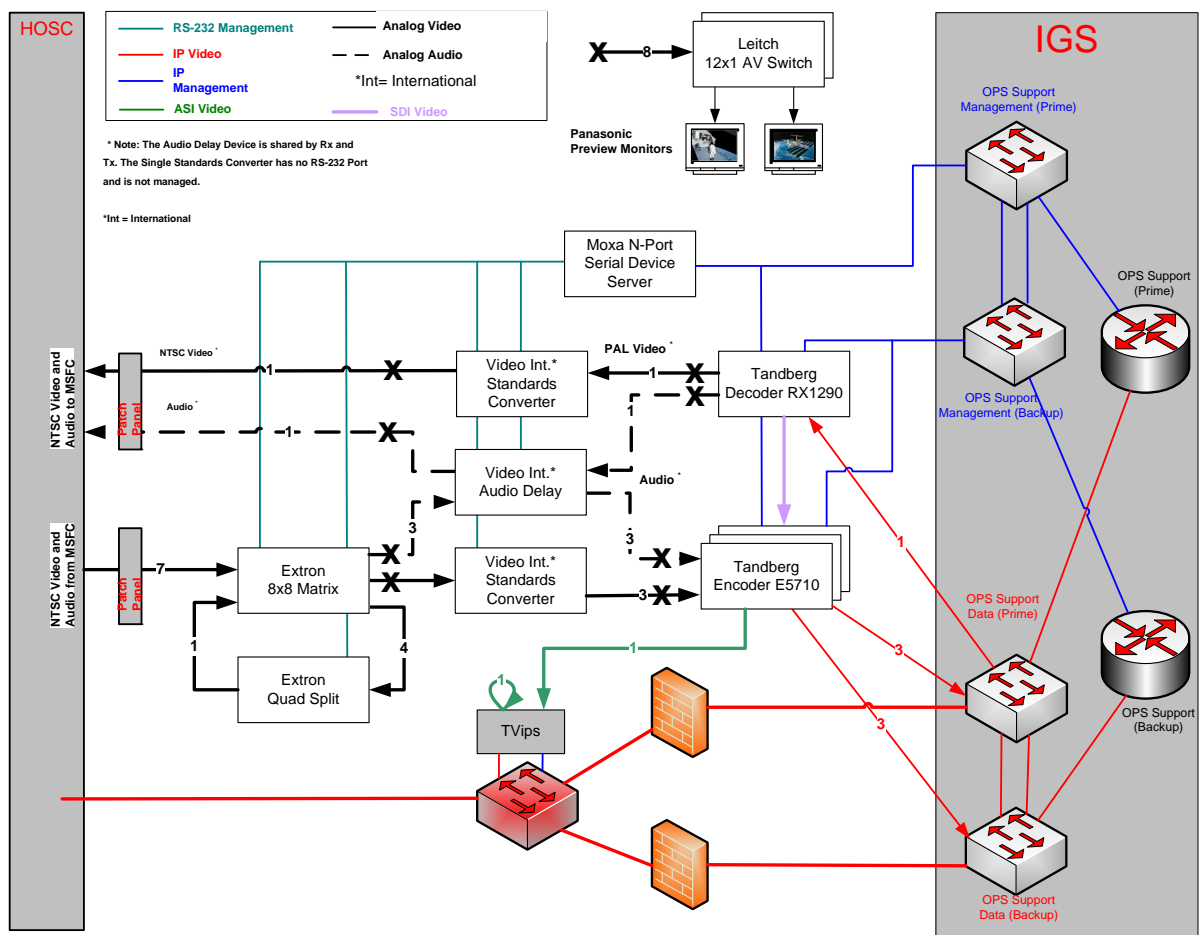 HOSC
RS-232 Management
IP Video
IP
Management
ASI Video
Analog Video
Analog Audio
*Int= International
SDI Video
* Note: The Audio Delay Device is shared by Rx and
Tx. The Single Standards Converter has no RS-232 Port
and is not managed.
*Int = International
8
Leitch
12x1 AV Switch
Panasonic
Preview Monitors
IGS
OPS Support
Management (Prime)
Moxa N-Port
Serial Device
Server
OPS Support
(Prime)
OPS Support
Management (Backup)
NTSC Video and
Audio to MSFC
Patch
Panel
NTSC Video *
1
Audio *
1
Video Int.*
Standards
Converter
PAL Video *
1
1
Tandberg
Decoder RX1290
Video Int.*
Audio Delay
Audio *
3
3
NTSC Video and
Audio from MSFC
Patch
Panel
7
Extron
8x8 Matrix
Video Int.*
Standards
Converter
3
Tandberg
Encoder E5710
1
1
4
Extron
Quad Split
1
1
TVips
3
3
OPS Support
Data (Prime)
OPS Support
(Backup)
OPS Support
Data (Backup)